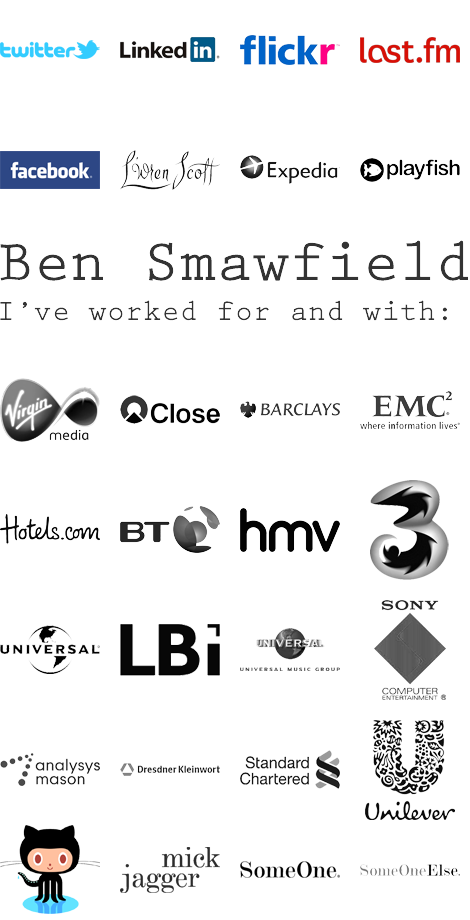 twitter
Linked in
flickr
last.fm
facebook
L'Wren Scott
Expedia
playfish
Ben Smawfield
I've worked for and with:
Virgin
media
Close
BARCLAYS
EMC²
where information lives®
Hotels.com
BT
hmv
3
UNIVERSAL
LBi
UNIVERSAL
UNIVERSAL MUSIC GROUP
SONY
COMPUTER
ENTERTAINMENT ®
analysys
mason
Dresdner Kleinwort
Standard
Chartered
Unilever
mick
jagger
SomeOne.
SomeOneElse.